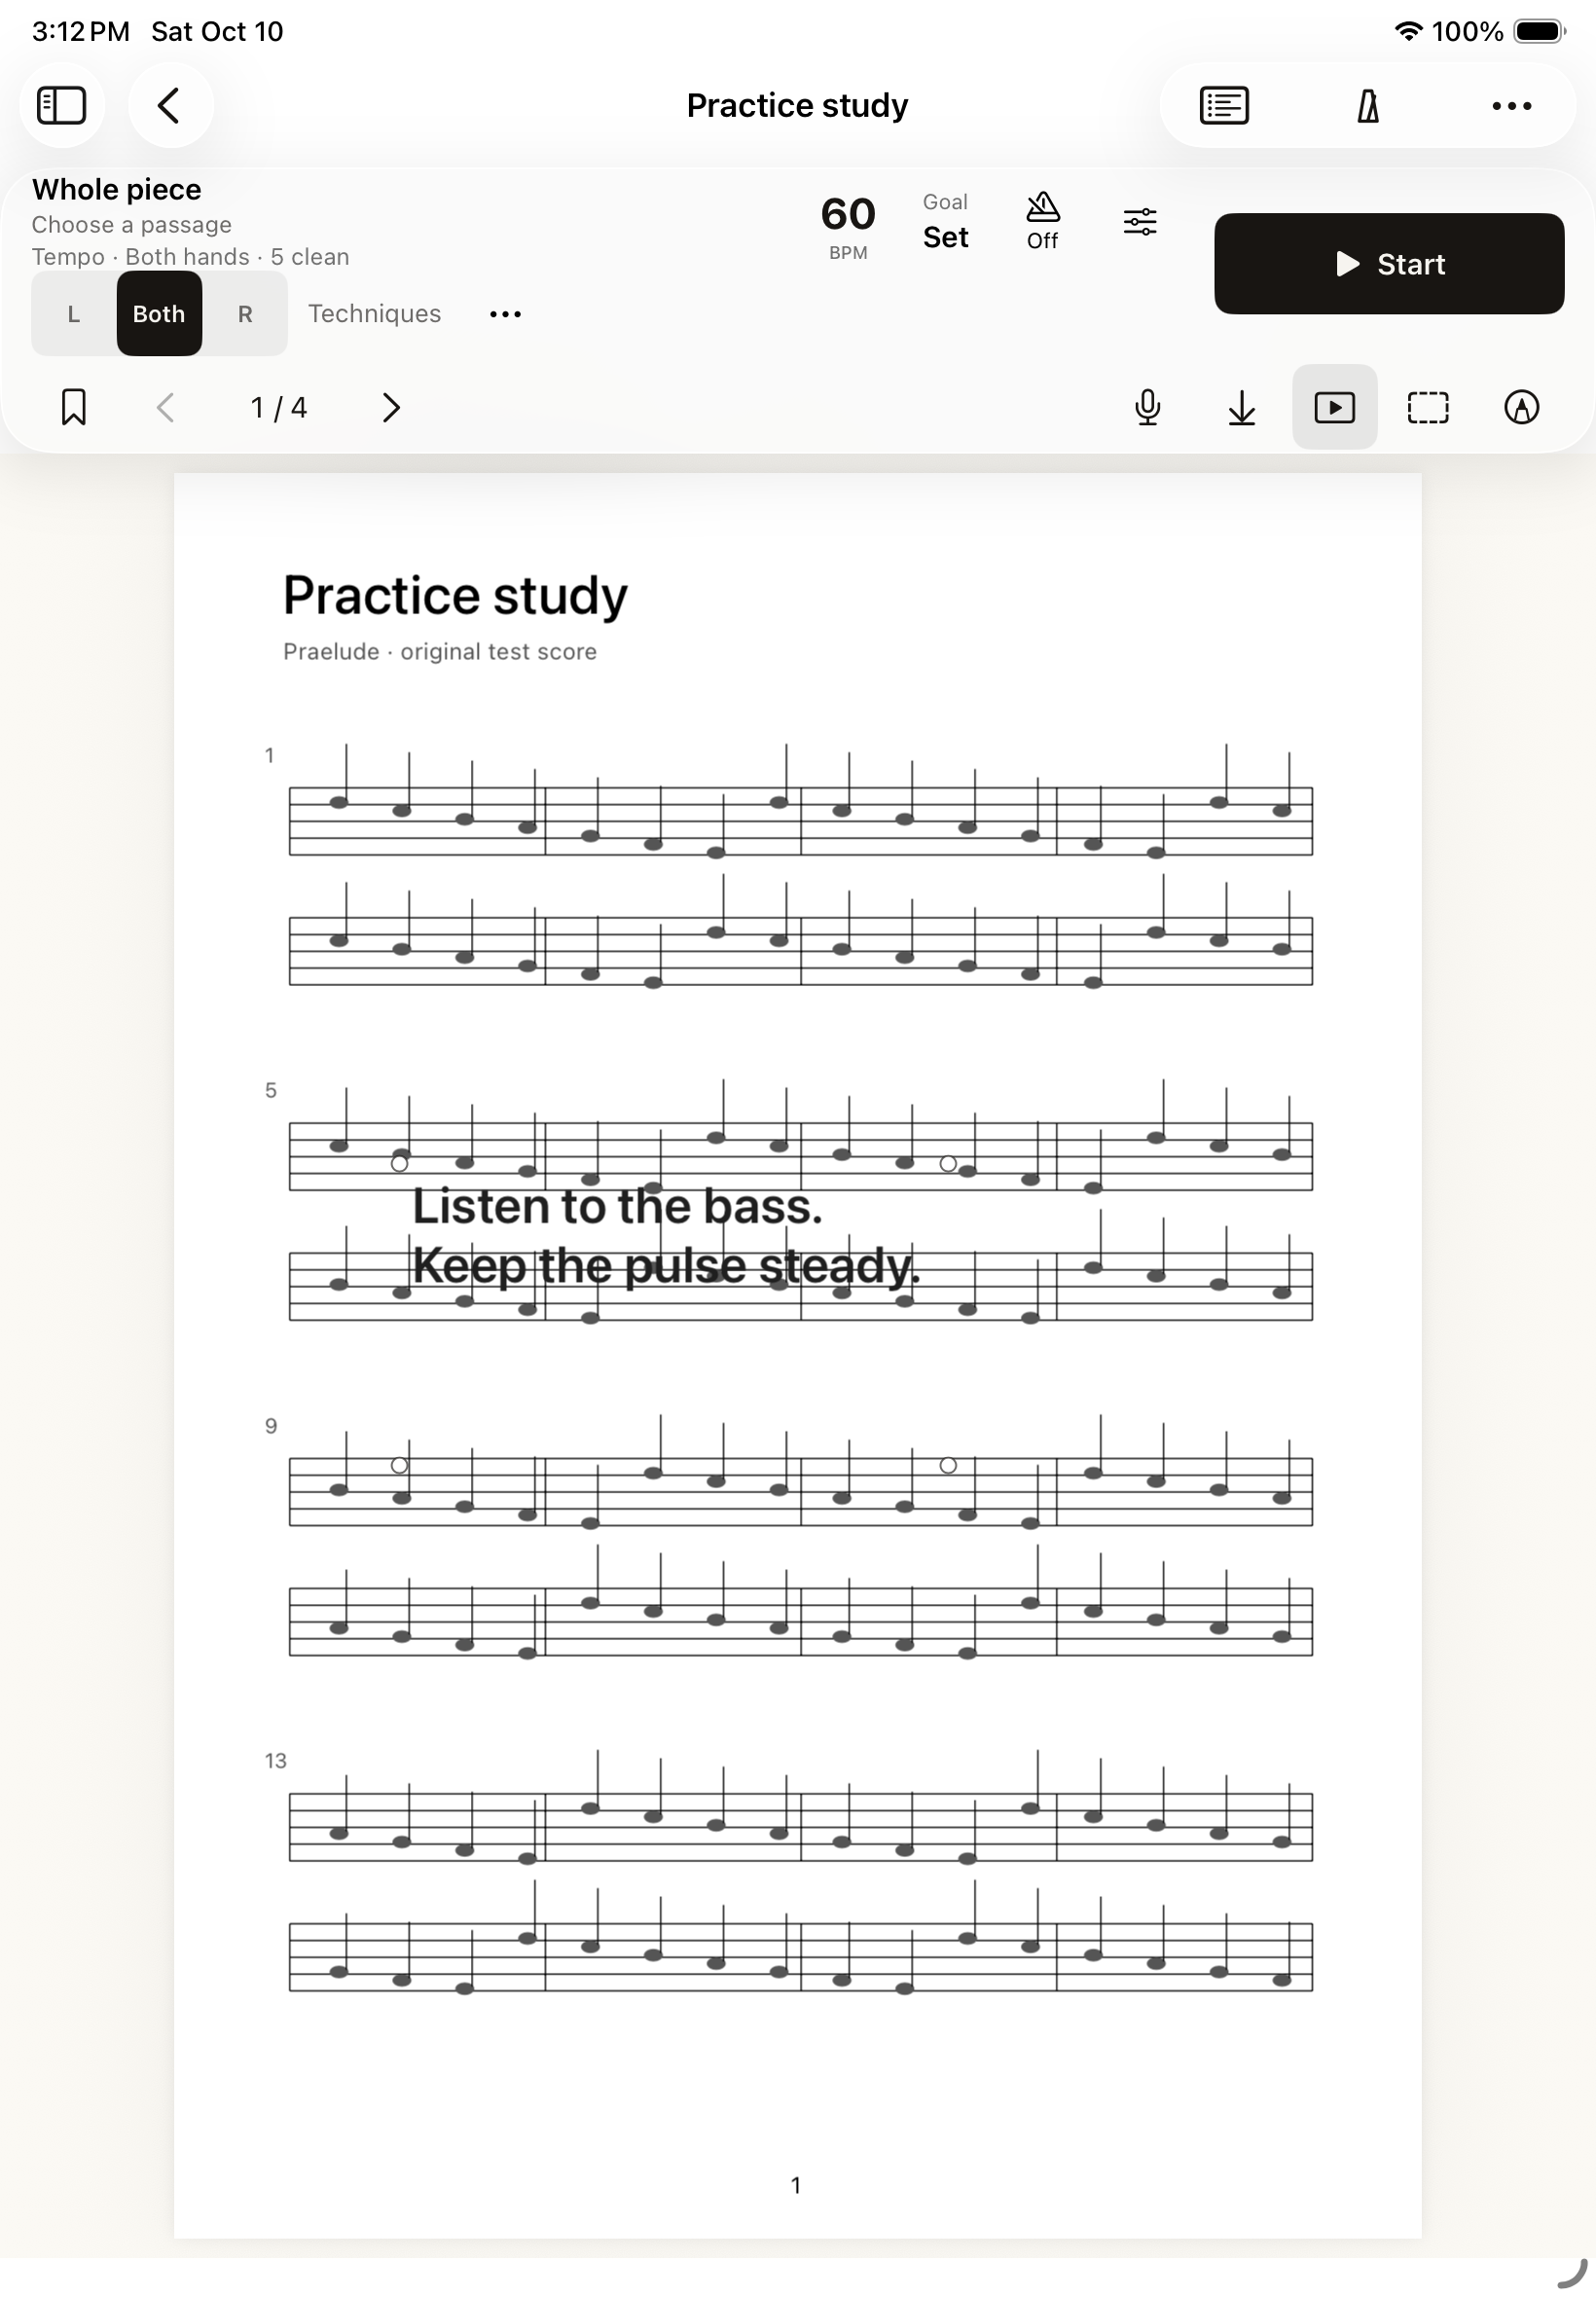 3:12 PM Sat Oct 10 100%
Practice study
Whole piece
Choose a passage
Tempo · Both hands · 5 clean
60
BPM
Goal
Set
Off
Start
L Both R Techniques
1 / 4
Practice study
Praelude · original test score
1
5
Listen to the bass.
Keep the pulse steady.
9
13
1